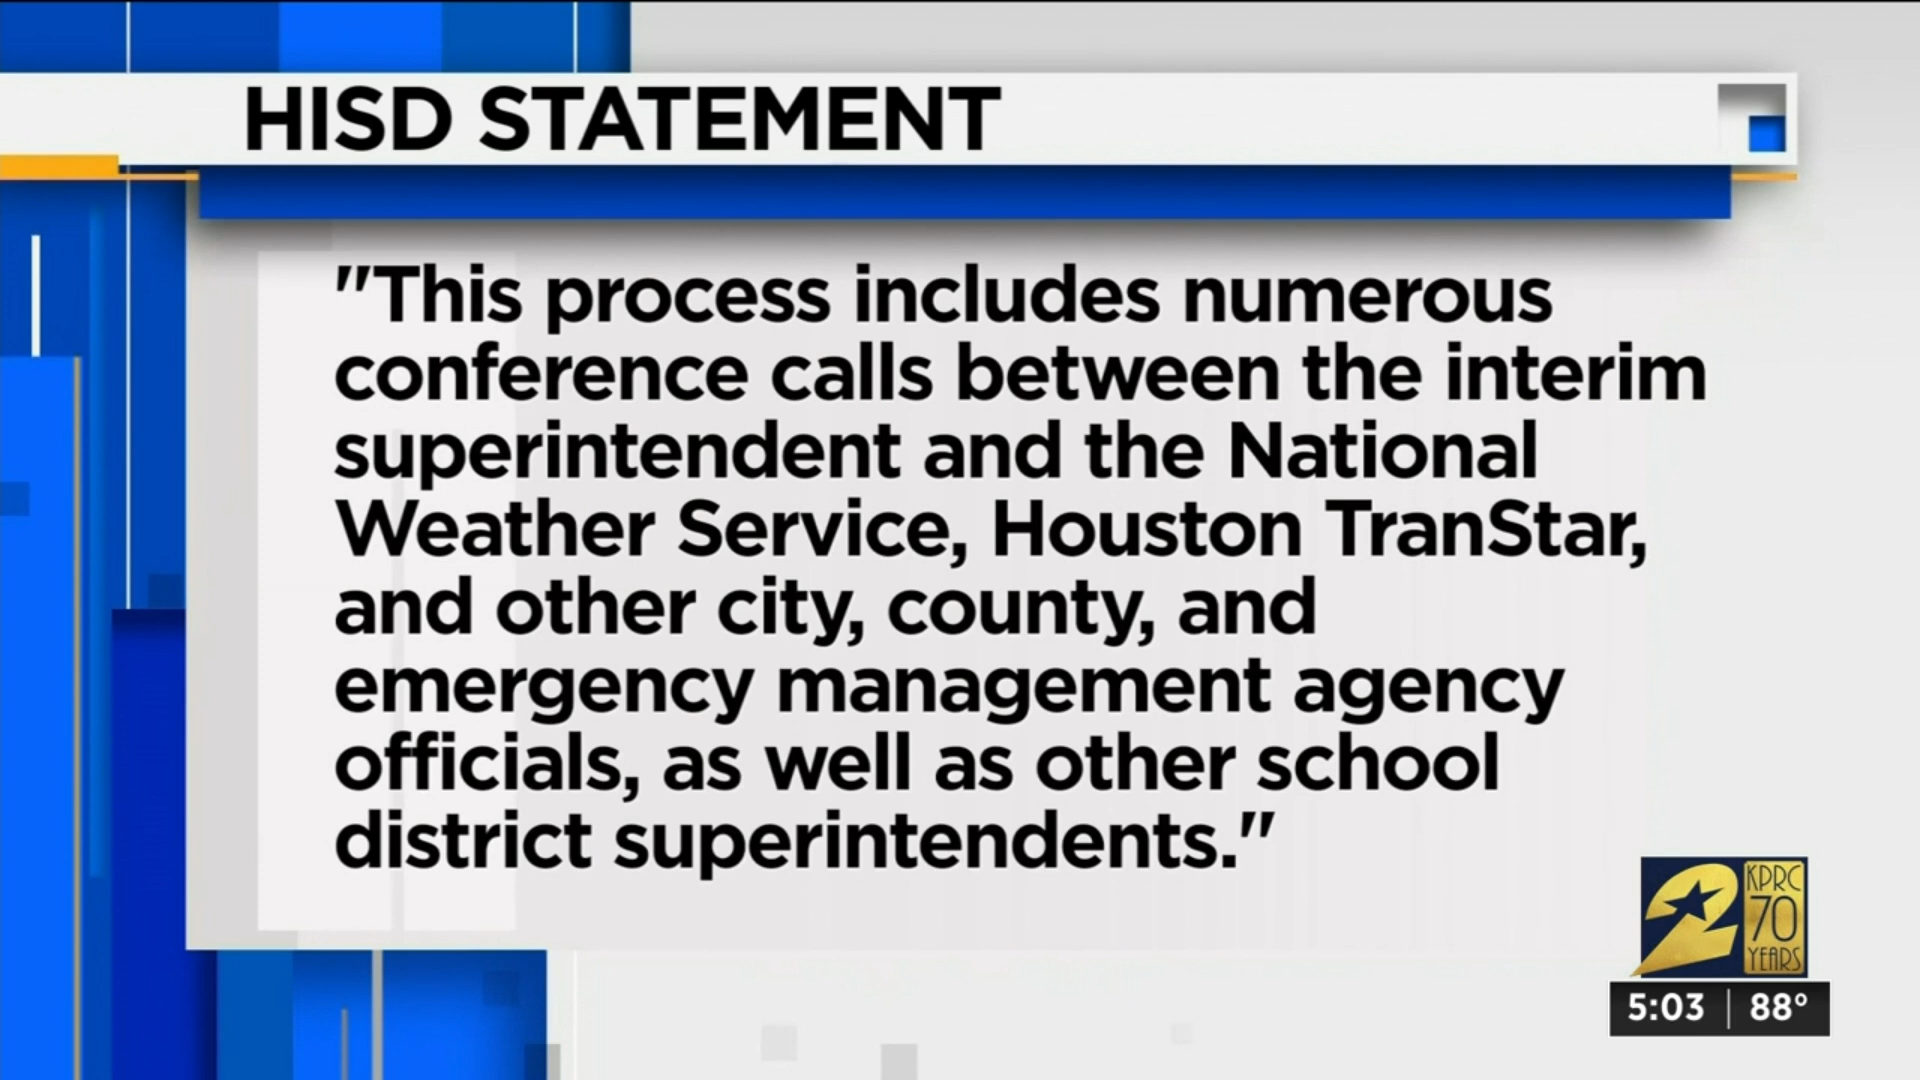 HISD STATEMENT
"This process includes numerous
conference calls between the interim
superintendent and the National
Weather Service, Houston TranStar,
and other city, county, and
emergency management agency
officials, as well as other school
district superintendents."
2
KPRC
70
YEARS
5:03 | 88°